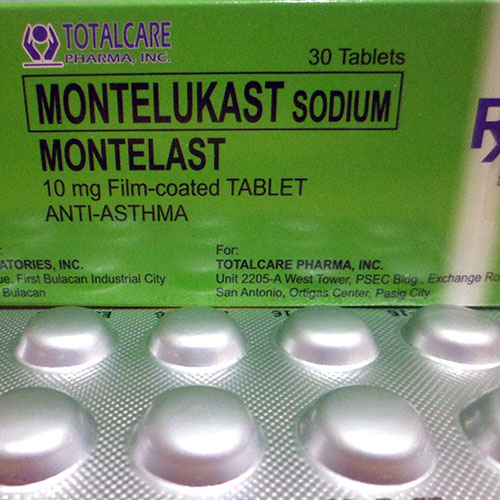 TOTALCARE
PHARMA, INC.
30 Tablets
MONTELUKAST SODIUM
Rx
MONTELAST
10 mg Film-coated TABLET
ANTI-ASTHMA
For:
ATORIES, INC. TOTALCARE PHARMA, INC.
ue. First Bulacan Industrial City Unit 2205-A West Tower, PSEC Bldg., Exchange Ro
Bulacan San Antonio, Ortigas Center, Pasig City